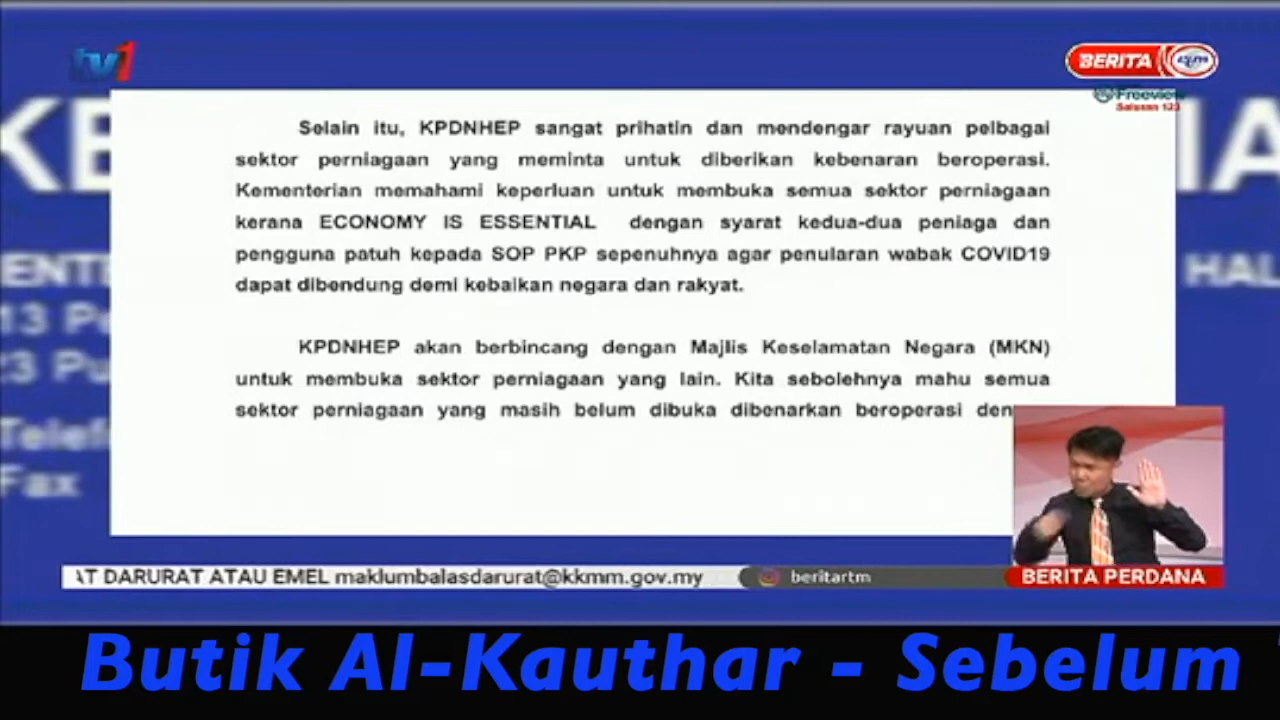 tv1
BERITA rtm
Freeview
Saluran 123
Selain itu, KPDNHEP sangat prihatin dan mendengar rayuan pelbagai
sektor perniagaan yang meminta untuk diberikan kebenaran beroperasi.
Kementerian memahami keperluan untuk membuka semua sektor perniagaan
kerana ECONOMY IS ESSENTIAL dengan syarat kedua-dua peniaga dan
pengguna patuh kepada SOP PKP sepenuhnya agar penularan wabak COVID19
dapat dibendung demi kebaikan negara dan rakyat.
KPDNHEP akan berbincang dengan Majlis Keselamatan Negara (MKN)
untuk membuka sektor perniagaan yang lain. Kita sebolehnya mahu semua
sektor perniagaan yang masih belum dibuka dibenarkan beroperasi
Fax
HAL
AT DARURAT ATAU EMEL maklumbalasdarurat@kkmm.gov.my
beritartm
BERITA PERDANA
Butik Al-Kauthar - Sebelum